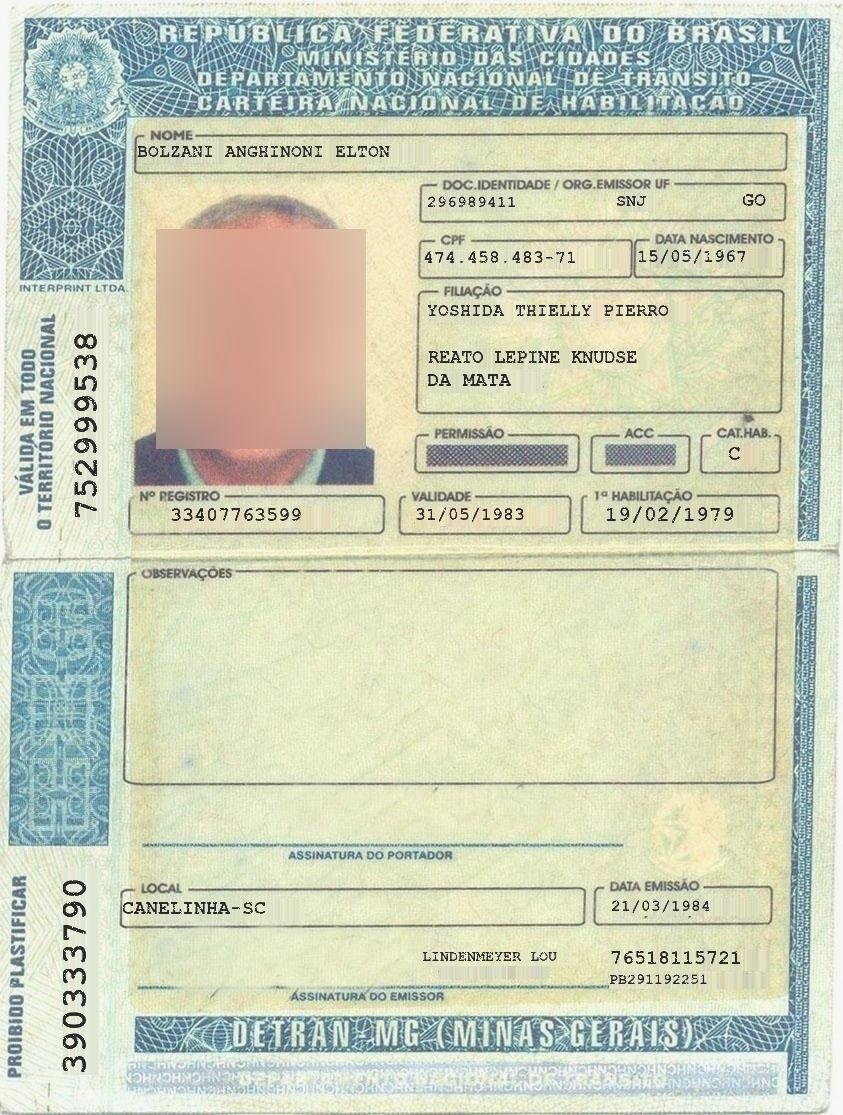 REPÚBLICA FEDERATIVA DO BRASIL
MINISTÉRIO DAS CIDADES
DEPARTAMENTO NACIONAL DE TRÂNSITO
CARTEIRA NACIONAL DE HABILITAÇÃO
NOME
BOLZANI ANGHINONI ELTON
DOC.IDENTIDADE / ORG.EMISSOR UF
296989411 SNJ GO
CPF DATA NASCIMENTO
474.458.483-71 15/05/1967
FILIAÇÃO
YOSHIDA THIELLY PIERRO
REATO LEPINE KNUDSE
DA MATA
INTERPRINT LTDA.
VÁLIDA EM TODO
O TERRITÓRIO NACIONAL
752999538
PERMISSÃO ACC CAT.HAB.
C
Nº REGISTRO VALIDADE 1ª HABILITAÇÃO
33407763599 31/05/1983 19/02/1979
OBSERVAÇÕES
ASSINATURA DO PORTADOR
PROIBIDO PLASTIFICAR
390333790
LOCAL DATA EMISSÃO
CANELINHA-SC 21/03/1984
LINDENMEYER LOU 76518115721
PB291192251
ASSINATURA DO EMISSOR
DETRAN-MG (MINAS GERAIS)